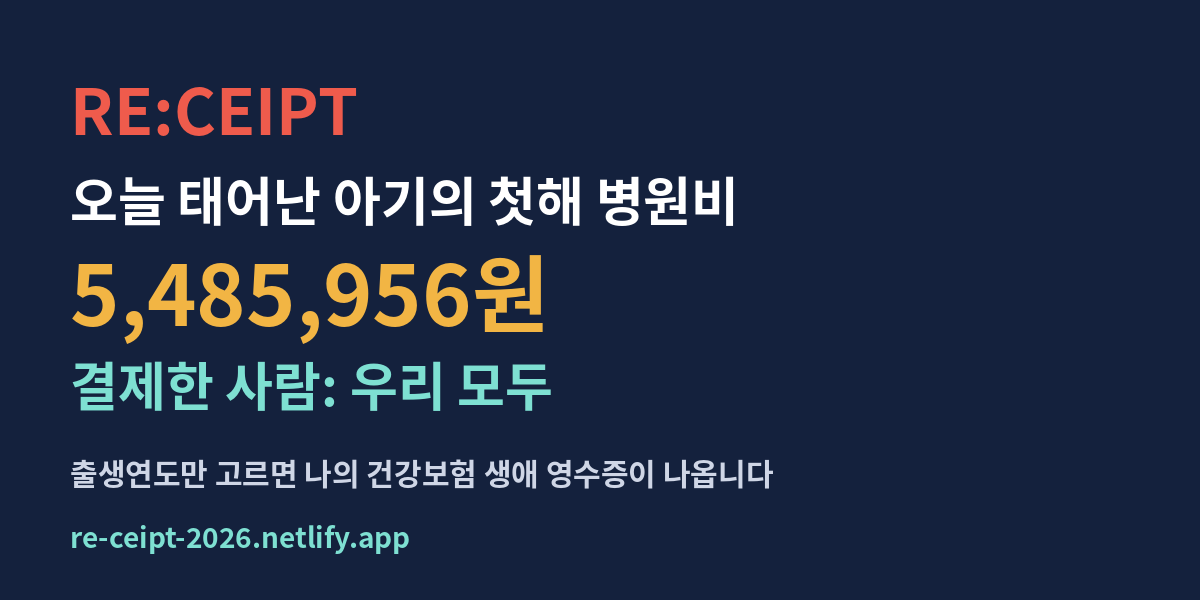 RE:CEIPT
오늘 태어난 아기의 첫해 병원비
5,485,956원
결제한 사람: 우리 모두
출생연도만 고르면 나의 건강보험 생애 영수증이 나옵니다
re-ceipt-2026.netlify.app